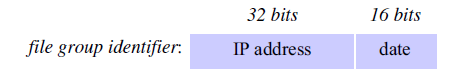 32 bits 16 bits
file group identifier: IP address date